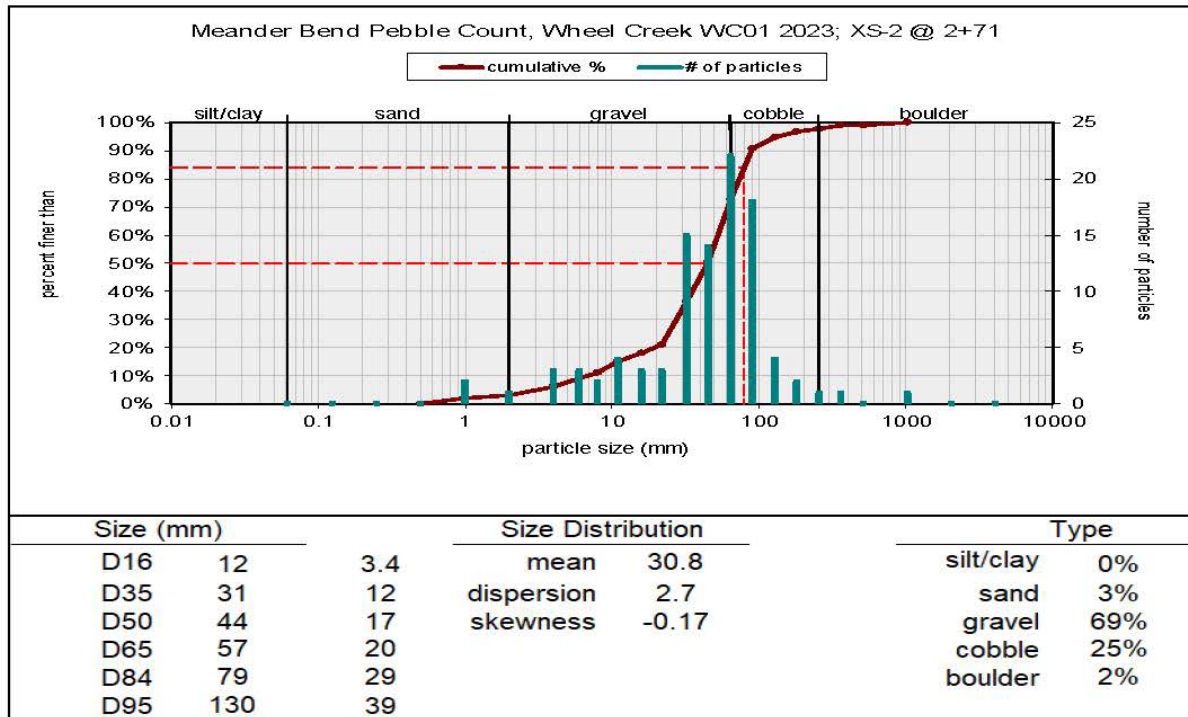 Meander Bend Pebble Count, Wheel Creek WC01 2023; XS-2 @ 2+71
cumulative % # of particles
silt/clay sand gravel cobble boulder
100% 25
90%
80% 20
70%
60% 15
50%
40% 10
30%
20% 5
10%
0% 0
percent finer than
number of particles
0.01 0.1 1 10 100 1000 10000
particle size (mm)
Size (mm) Size Distribution Type
D16 12 3.4 mean 30.8 silt/clay 0%
D35 31 12 dispersion 2.7 sand 3%
D50 44 17 skewness -0.17 gravel 69%
D65 57 20 cobble 25%
D84 79 29 boulder 2%
D95 130 39